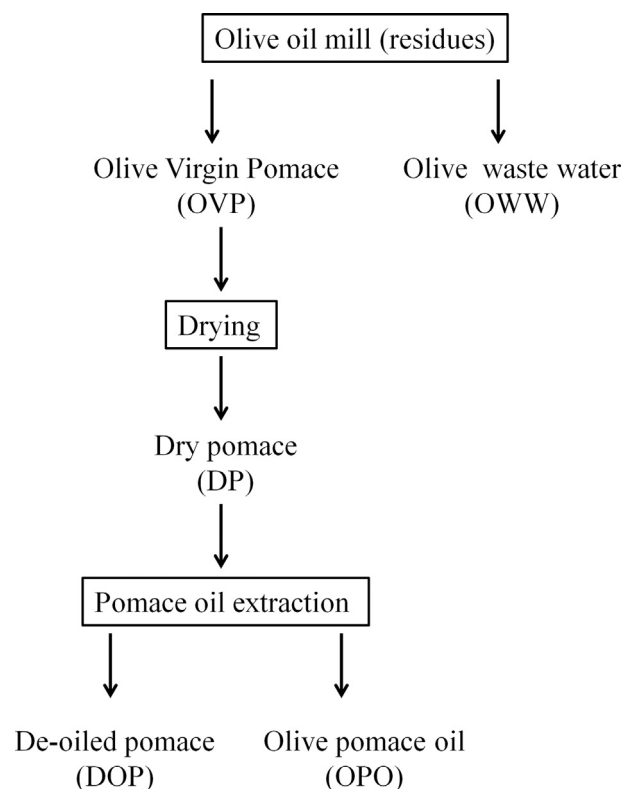 Olive oil mill (residues)
Olive Virgin Pomace
(OVP)
Olive waste water
(OWW)
Drying
Dry pomace
(DP)
Pomace oil extraction
De-oiled pomace
(DOP)
Olive pomace oil
(OPO)